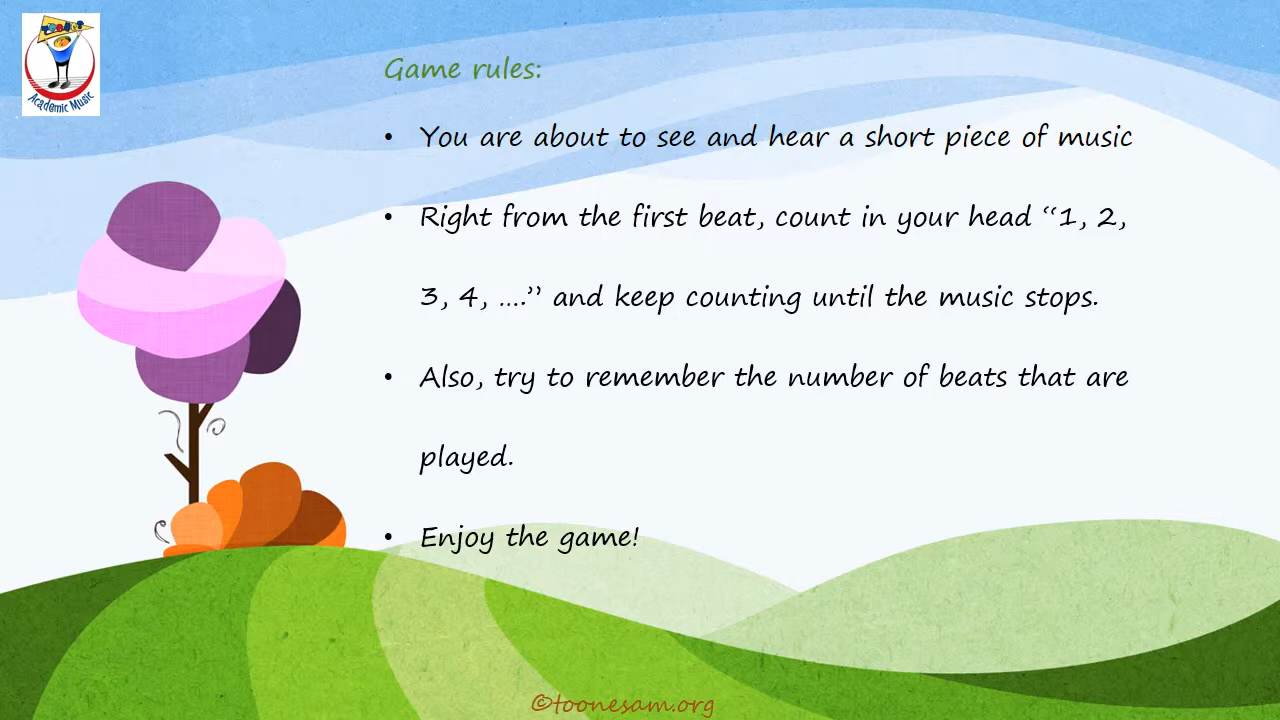 Academic Music
Game rules:
• You are about to see and hear a short piece of music
• Right from the first beat, count in your head “1, 2,
3, 4, ….” and keep counting until the music stops.
• Also, try to remember the number of beats that are
played.
• Enjoy the game!
©toonesam.org